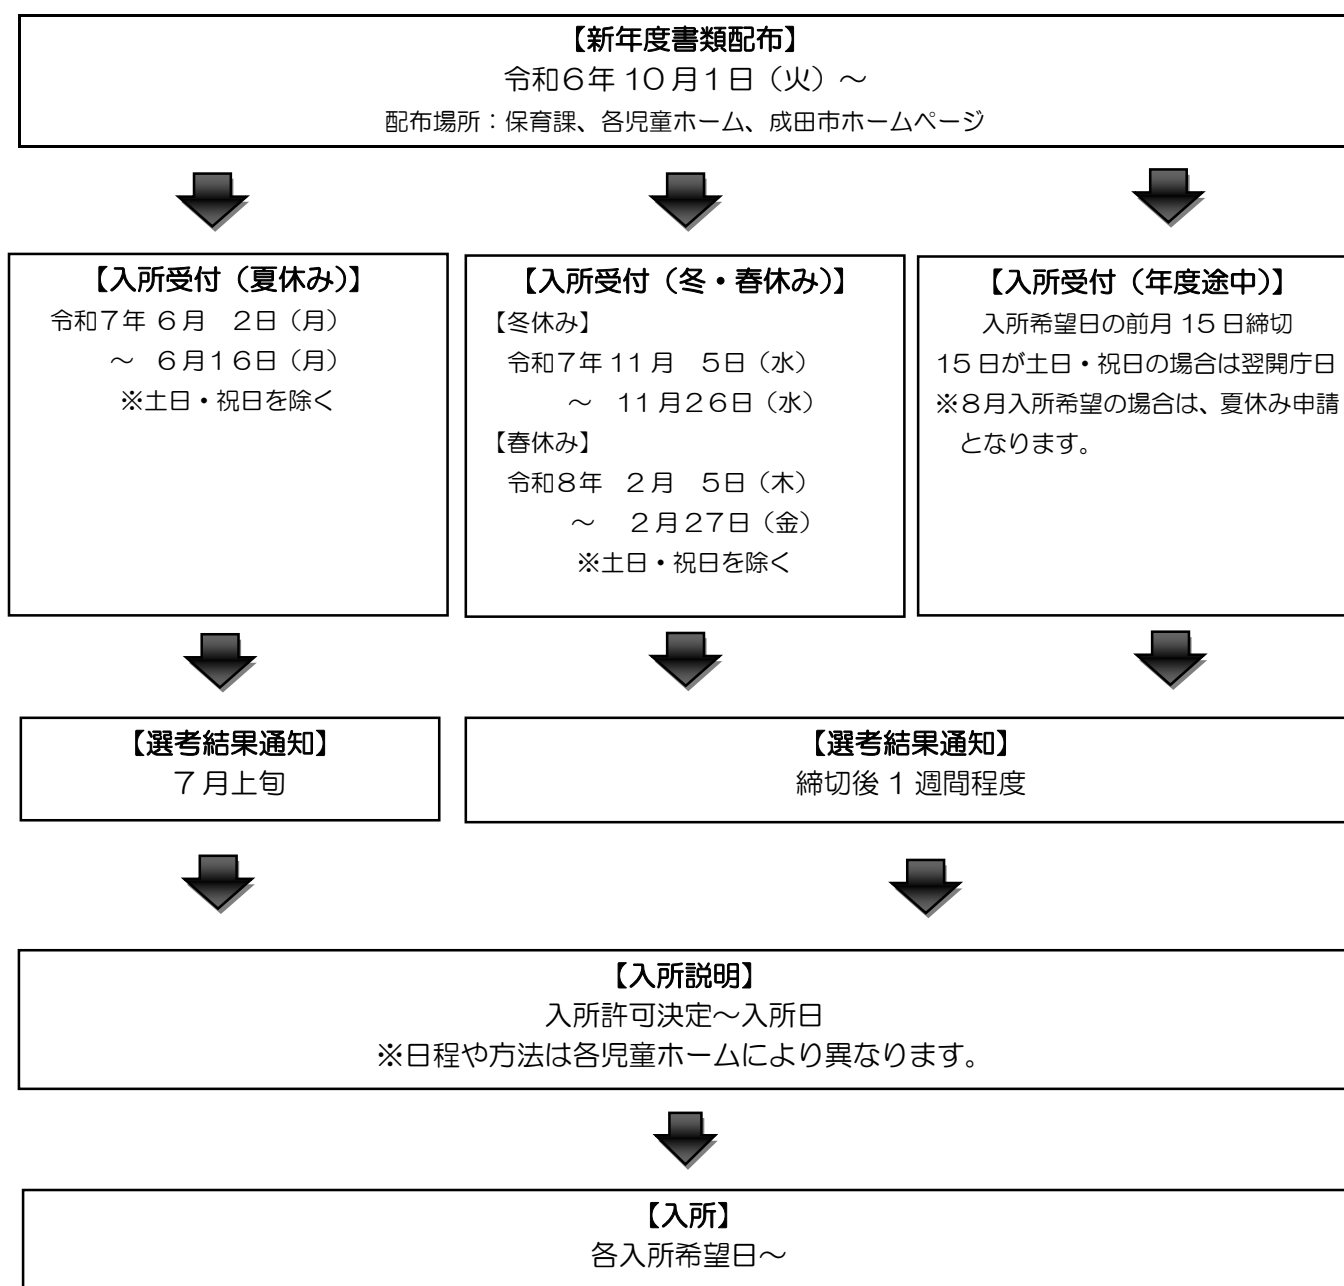 【新年度書類配布】
令和6年 10月1日（火）～
配布場所：保育課、各児童ホーム、成田市ホームページ
【入所受付（夏休み）】
令和7年 6月　2日（月）
～　6月16日（月）
※土日・祝日を除く
【入所受付（冬・春休み）】
【冬休み】
令和7年 11月　5日（水）
～　11月26日（水）
【春休み】
令和8年　2月　5日（木）
～　2月27日（金）
※土日・祝日を除く
【入所受付（年度途中）】
入所希望日の前月 15 日締切
15 日が土日・祝日の場合は翌開庁日
※8月入所希望の場合は、夏休み申請
となります。
【選考結果通知】
7月上旬
【選考結果通知】
締切後 1 週間程度
【入所説明】
入所許可決定～入所日
※日程や方法は各児童ホームにより異なります。
【入所】
各入所希望日～